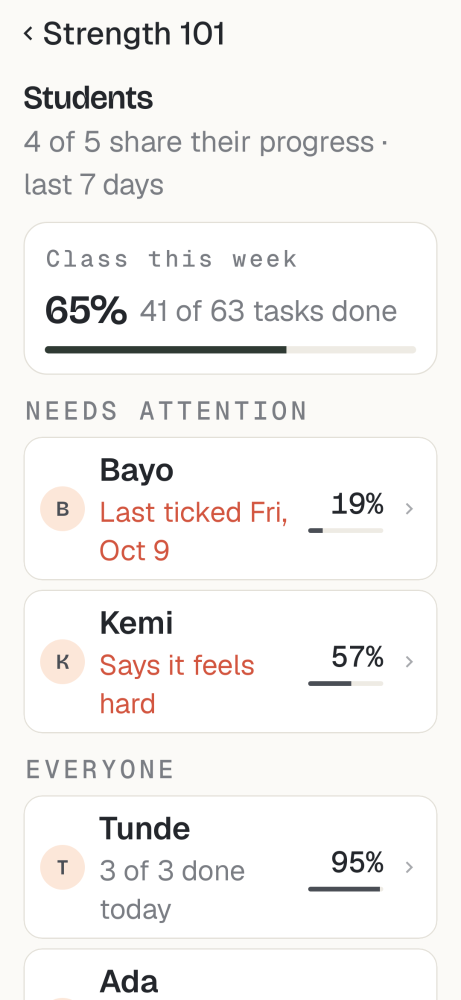 ‹ Strength 101
Students
4 of 5 share their progress ·
last 7 days
Class this week
65% 41 of 63 tasks done
NEEDS ATTENTION
B
Bayo
Last ticked Fri,
Oct 9
19%
K
Kemi
Says it feels
hard
57%
EVERYONE
T
Tunde
3 of 3 done
today
95%
Ada